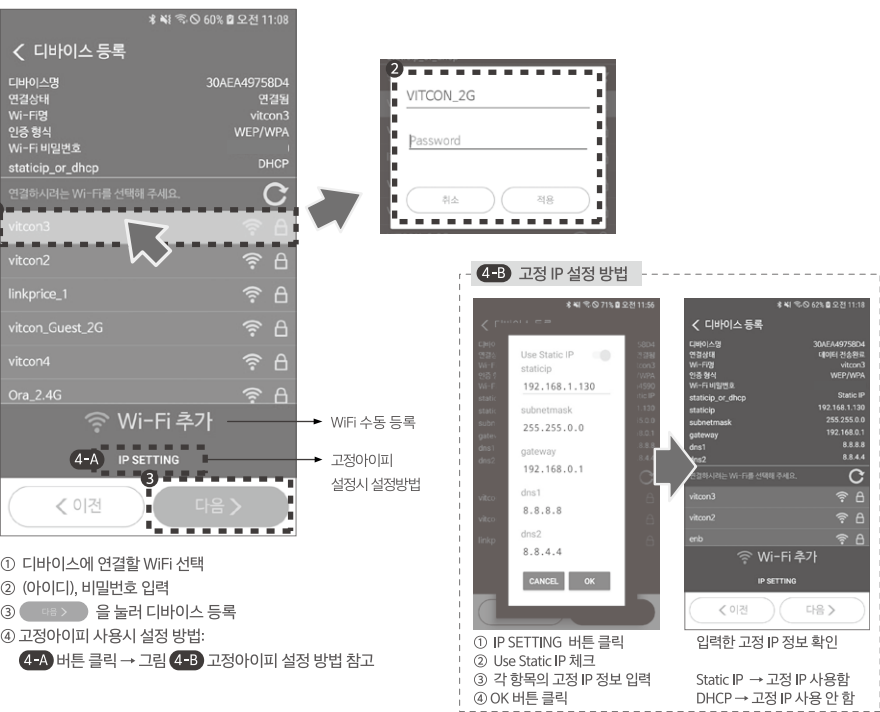 60% 오전 11:08
디바이스 등록
디바이스명 30AEA49758D4
연결상태 연결됨
Wi-Fi명 vitcon3
인증 형식 WEP/WPA
Wi-Fi 비밀번호
staticip_or_dhcp DHCP
연결하시려는 Wi-Fi를 선택해 주세요.
vitcon3
vitcon2
linkprice_1
vitcon_Guest_2G
vitcon4
Ora_2.4G
Wi-Fi 추가
WiFi 수동 등록
4-A IP SETTING
고정아이피
설정시 설정방법
3
< 이전 다음 >
2
VITCON_2G
Password
취소 적용
① 디바이스에 연결할 WiFi 선택
② (아이디), 비밀번호 입력
③ 다음 > 을 눌러 디바이스 등록
④ 고정아이피 사용시 설정 방법:
4-A 버튼 클릭 → 그림 4-B 고정아이피 설정 방법 참고
4-B 고정 IP 설정 방법
71% 오전 11:56
Use Static IP
staticip
192.168.1.130
subnetmask
255.255.0.0
gateway
192.168.0.1
dns1
8.8.8.8
dns2
8.8.4.4
CANCEL OK
① IP SETTING 버튼 클릭
② Use Static IP 체크
③ 각 항목의 고정 IP 정보 입력
④ OK 버튼 클릭
62% 오전 11:18
디바이스 등록
디바이스명 30AEA49758D4
연결상태 데이터 전송완료
Wi-Fi명 vitcon3
인증 형식 WEP/WPA
Wi-Fi 비밀번호
staticip_or_dhcp Static IP
staticip 192.168.1.130
subnetmask 255.255.0.0
gateway 192.168.0.1
dns1 8.8.8.8
dns2 8.8.4.4
연결하시려는 Wi-Fi를 선택해 주세요.
vitcon3
vitcon2
enb
Wi-Fi 추가
IP SETTING
< 이전 다음 >
입력한 고정 IP 정보 확인
Static IP → 고정 IP 사용함
DHCP → 고정 IP 사용 안 함